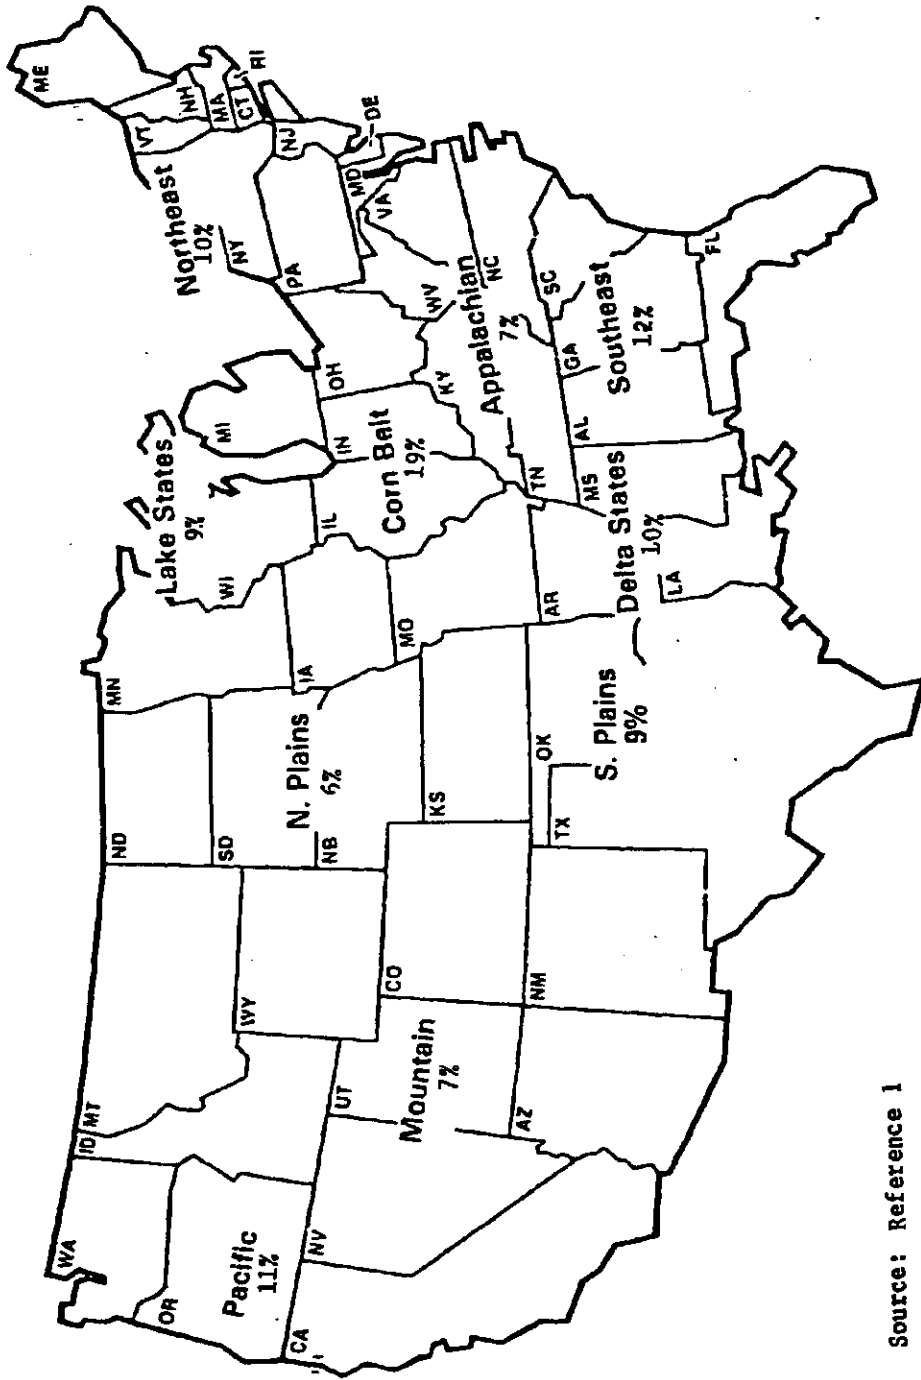 WA
OR
Pacific
11%
CA
NV
ID
MT
WY
UT
Mountain
7%
AZ
CO
NM
ND
SD
N. Plains
6%
NB
KS
OK
TX
S. Plains
9%
MN
IA
MO
WI
Lake States
9%
MI
IL
IN
OH
Corn Belt
19%
AR
LA
MS
Delta States
10%
KY
TN
WV
VA
NC
Appalachian
7%
AL
GA
SC
FL
Southeast
12%
Northeast
10%
NY
PA
NJ
MD
DE
VT
NH
MA
CT
RI
ME
Source: Reference 1